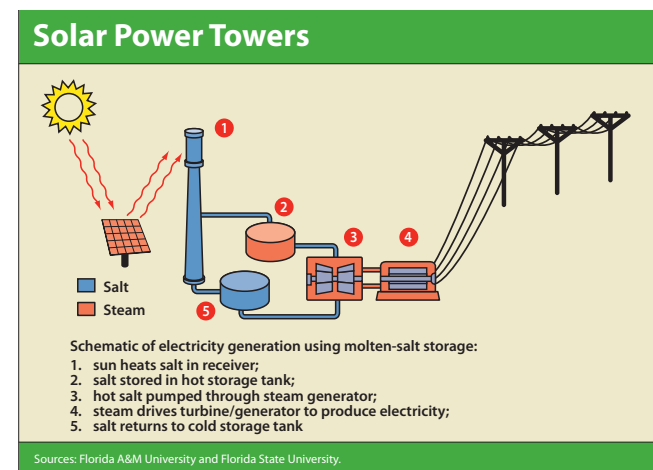 Solar Power Towers
1
2
3
4
Salt
Steam
5
Schematic of electricity generation using molten-salt storage:
1. sun heats salt in receiver;
2. salt stored in hot storage tank;
3. hot salt pumped through steam generator;
4. steam drives turbine/generator to produce electricity;
5. salt returns to cold storage tank
Sources: Florida A&M University and Florida State University.